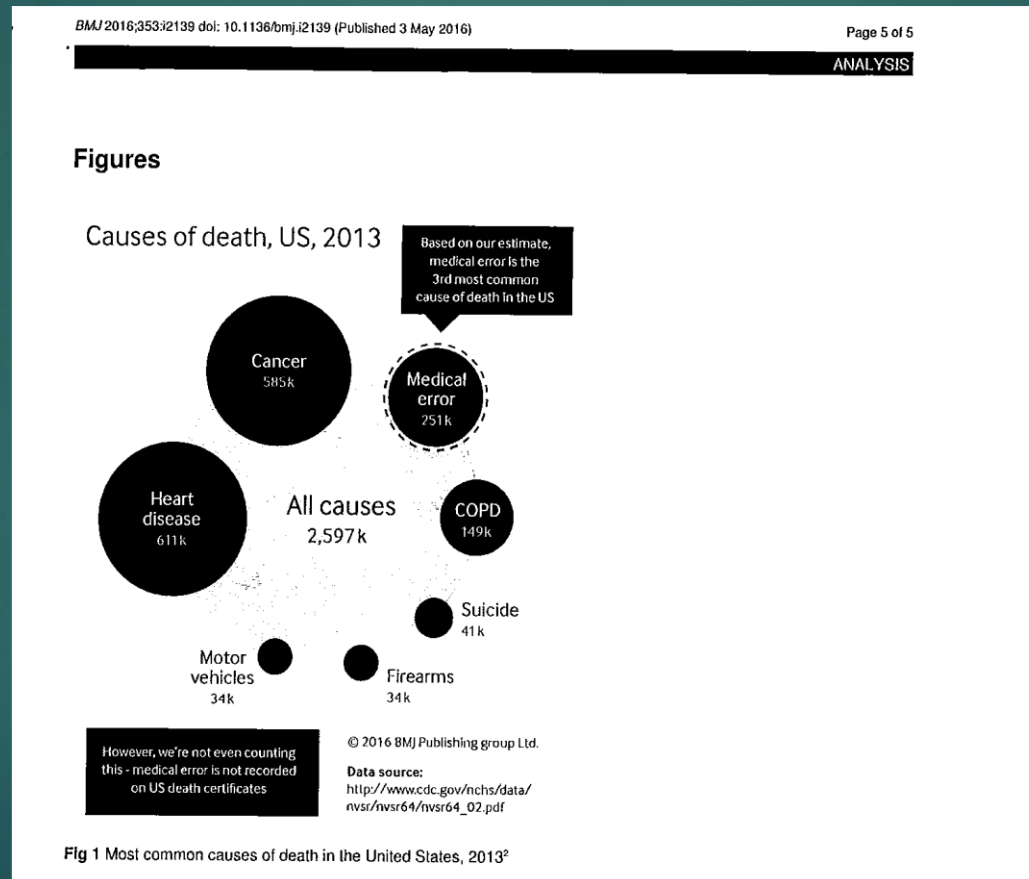 BMJ 2016;353:i2139 doi: 10.1136/bmj.i2139 (Published 3 May 2016)
Page 5 of 5
ANALYSIS
Figures
Causes of death, US, 2013
Based on our estimate,
medical error is the
3rd most common
cause of death in the US
Cancer
585k
Medical
error
251k
Heart
disease
611k
All causes
2,597k
COPD
149k
Suicide
41k
Motor
vehicles
34k
Firearms
34k
However, we're not even counting
this - medical error is not recorded
on US death certificates
© 2016 BMJ Publishing group Ltd.
Data source:
http://www.cdc.gov/nchs/data/
nvsr/nvsr64/nvsr64_02.pdf
Fig 1 Most common causes of death in the United States, 2013²